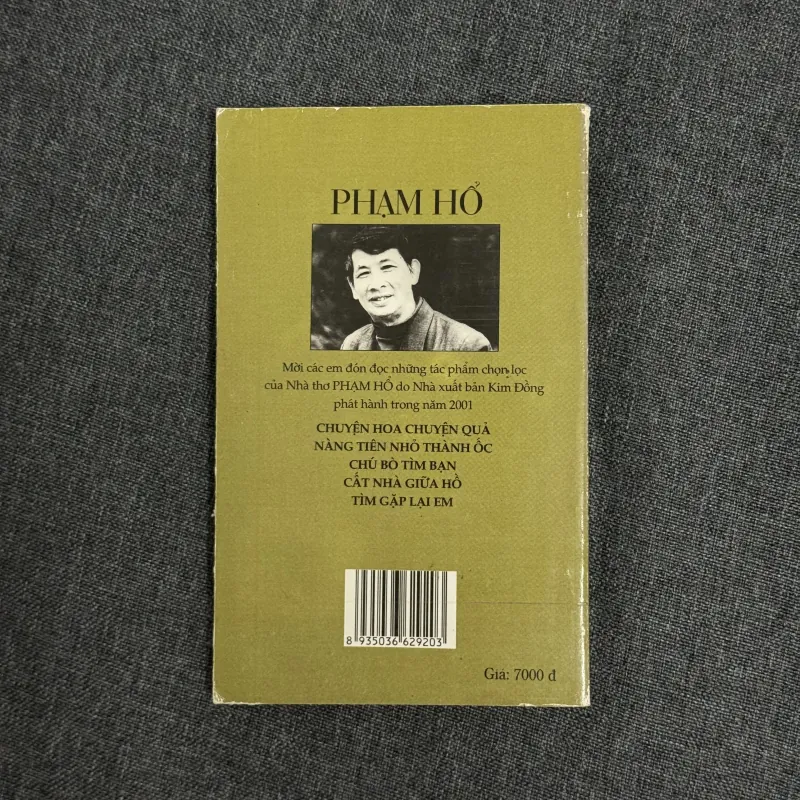 PHẠM HỔ
Mời các em đón đọc những tác phẩm chọn lọc
của Nhà thơ PHẠM HỔ do Nhà xuất bản Kim Đồng
phát hành trong năm 2001
CHUYỆN HOA CHUYỆN QUẢ
NÀNG TIÊN NHỎ THÀNH ỐC
CHÚ BÒ TÌM BẠN
CẤT NHÀ GIỮA HỒ
TÌM GẶP LẠI EM
8 935036 629203
Giá: 7000 đ